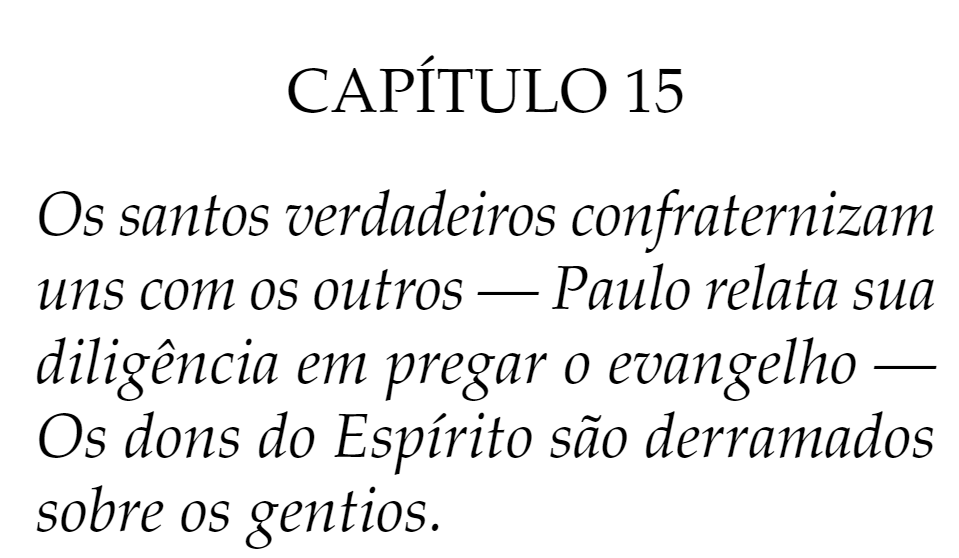 CAPÍTULO 15
Os santos verdadeiros confraternizam
uns com os outros — Paulo relata sua
diligência em pregar o evangelho —
Os dons do Espírito são derramados
sobre os gentios.